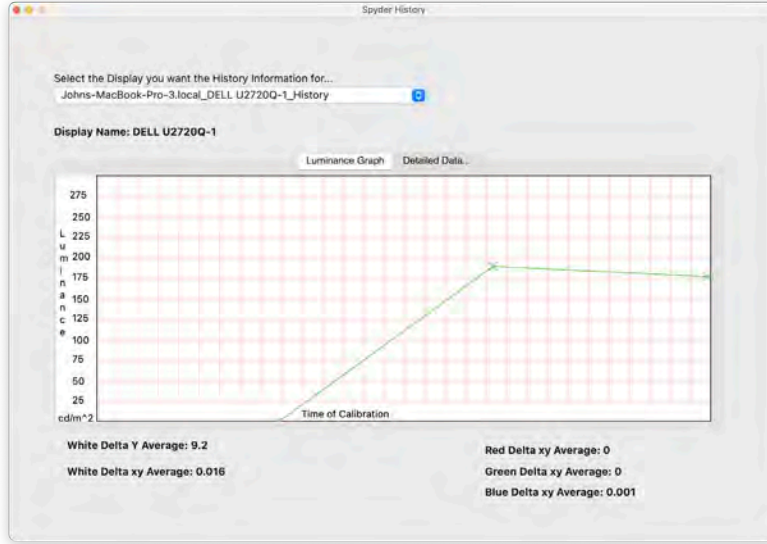 Spyder History
Select the Display you want the History Information for...
Johns-MacBook-Pro-3.local_DELL U2720Q-1_History
Display Name: DELL U2720Q-1
Luminance Graph
Detailed Data..
275
250
225
200
175
150
125
100
75
50
25
cd/m^2
Luminance
Time of Calibration
White Delta Y Average: 9.2
White Delta xy Average: 0.016
Red Delta xy Average: 0
Green Delta xy Average: 0
Blue Delta xy Average: 0.001